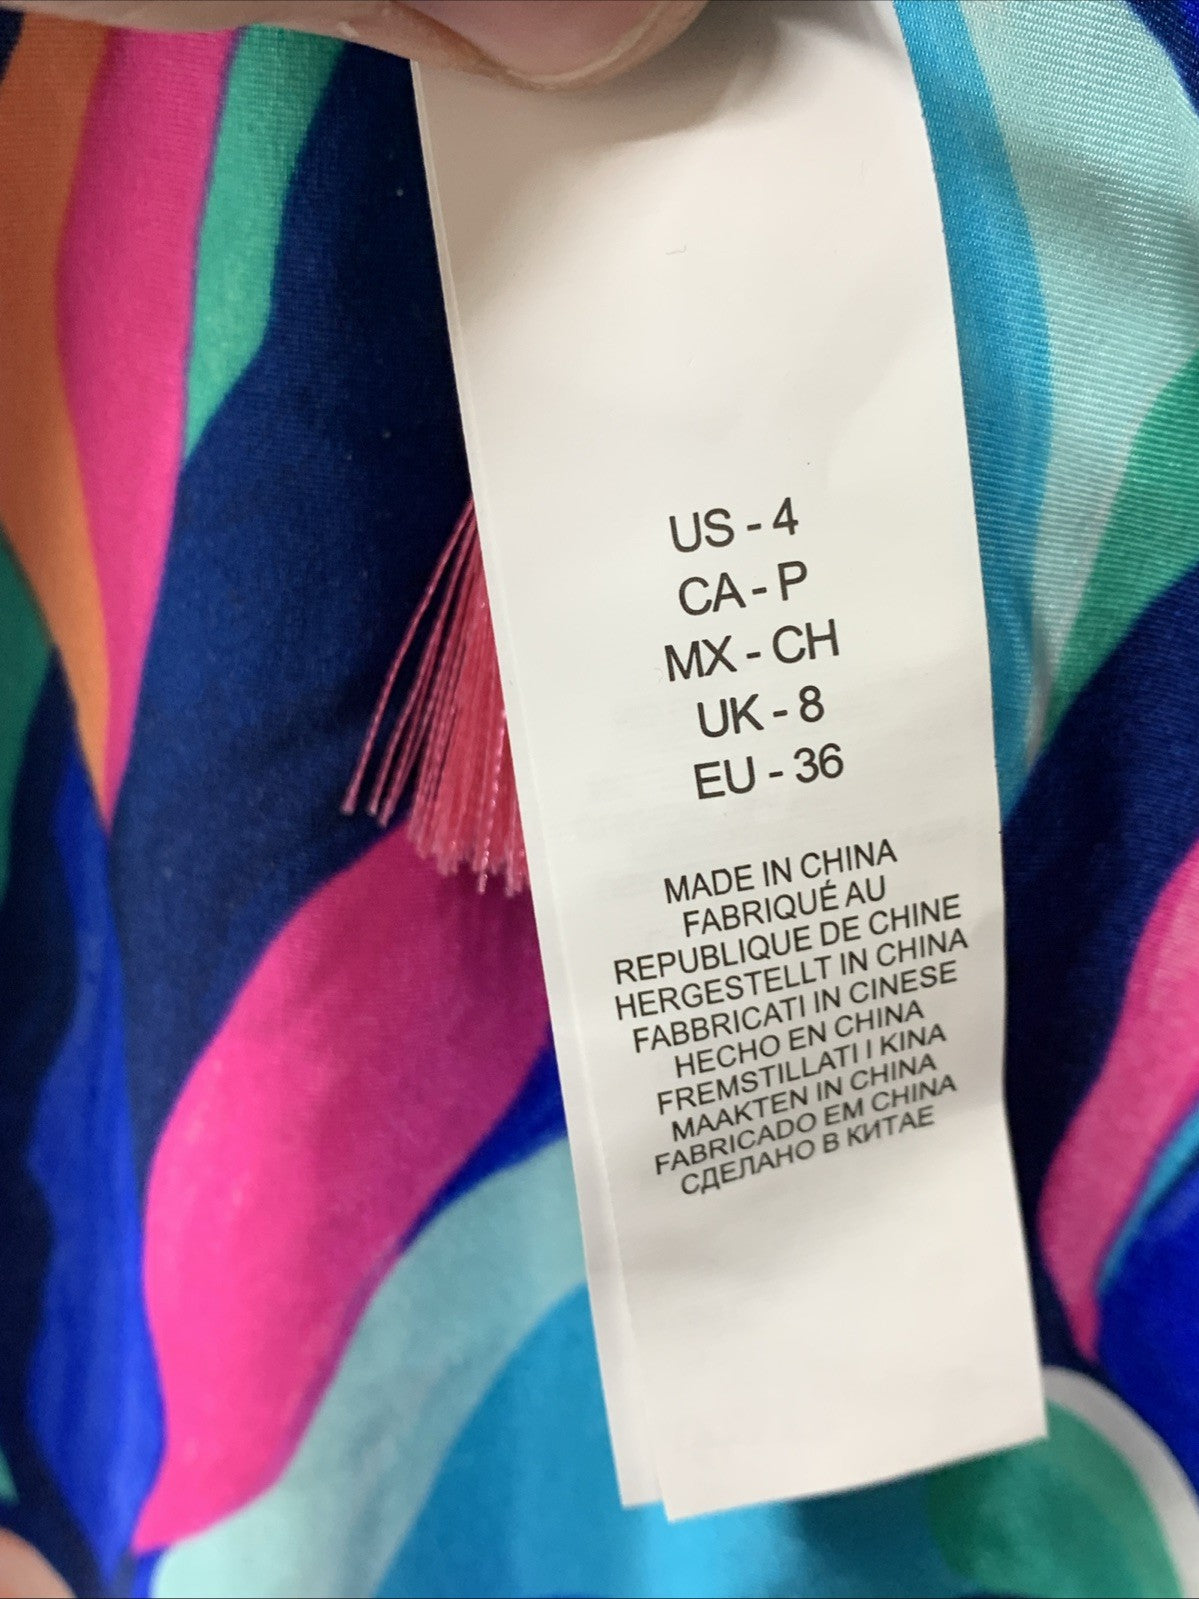 US - 4
CA - P
MX - CH
UK - 8
EU - 36
MADE IN CHINA
FABRIQUÉ AU
REPUBLIQUE DE CHINE
HERGESTELLT IN CHINA
FABBRICATI IN CINESE
HECHO EN CHINA
FREMSTILLATI I KINA
MAAKTEN IN CHINA
FABRICADO EM CHINA
СДЕЛАНО В КИТАЕ